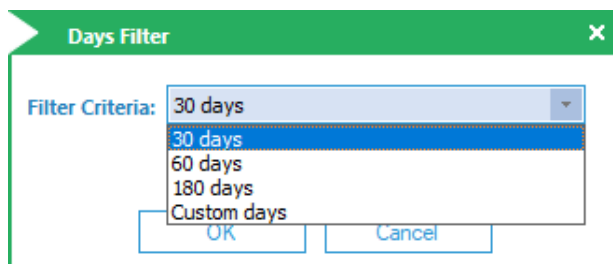 Days Filter
Filter Criteria: 30 days
30 days
60 days
180 days
Custom days
OK Cancel